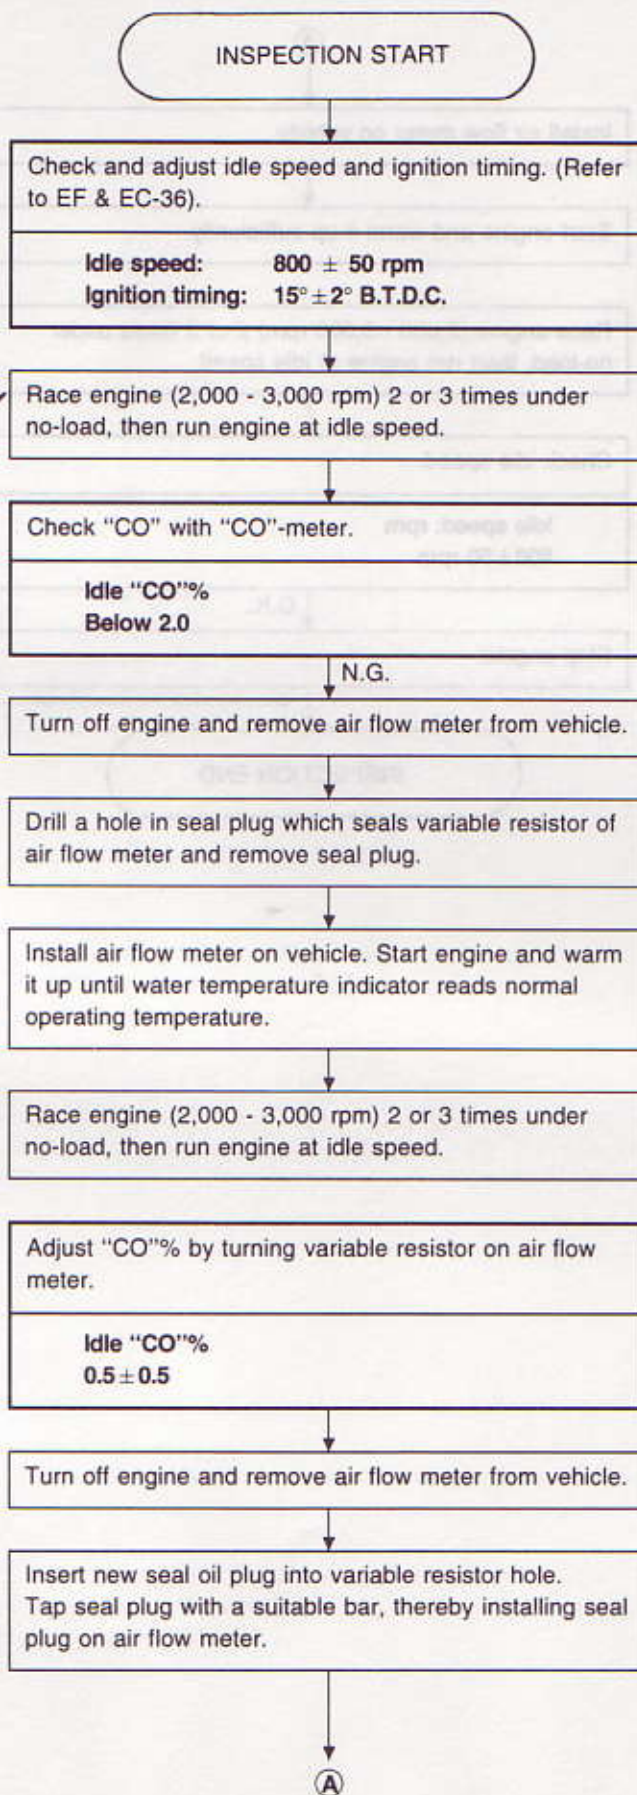 INSPECTION START
Check and adjust idle speed and ignition timing. (Refer
to EF & EC-36).
Idle speed: 800 ± 50 rpm
Ignition timing: 15° ± 2° B.T.D.C.
Race engine (2,000 - 3,000 rpm) 2 or 3 times under
no-load, then run engine at idle speed.
Check “CO” with “CO”-meter.
Idle “CO”%
Below 2.0
N.G.
Turn off engine and remove air flow meter from vehicle.
Drill a hole in seal plug which seals variable resistor of
air flow meter and remove seal plug.
Install air flow meter on vehicle. Start engine and warm
it up until water temperature indicator reads normal
operating temperature.
Race engine (2,000 - 3,000 rpm) 2 or 3 times under
no-load, then run engine at idle speed.
Adjust “CO”% by turning variable resistor on air flow
meter.
Idle “CO”%
0.5 ± 0.5
Turn off engine and remove air flow meter from vehicle.
Insert new seal oil plug into variable resistor hole.
Tap seal plug with a suitable bar, thereby installing seal
plug on air flow meter.
A